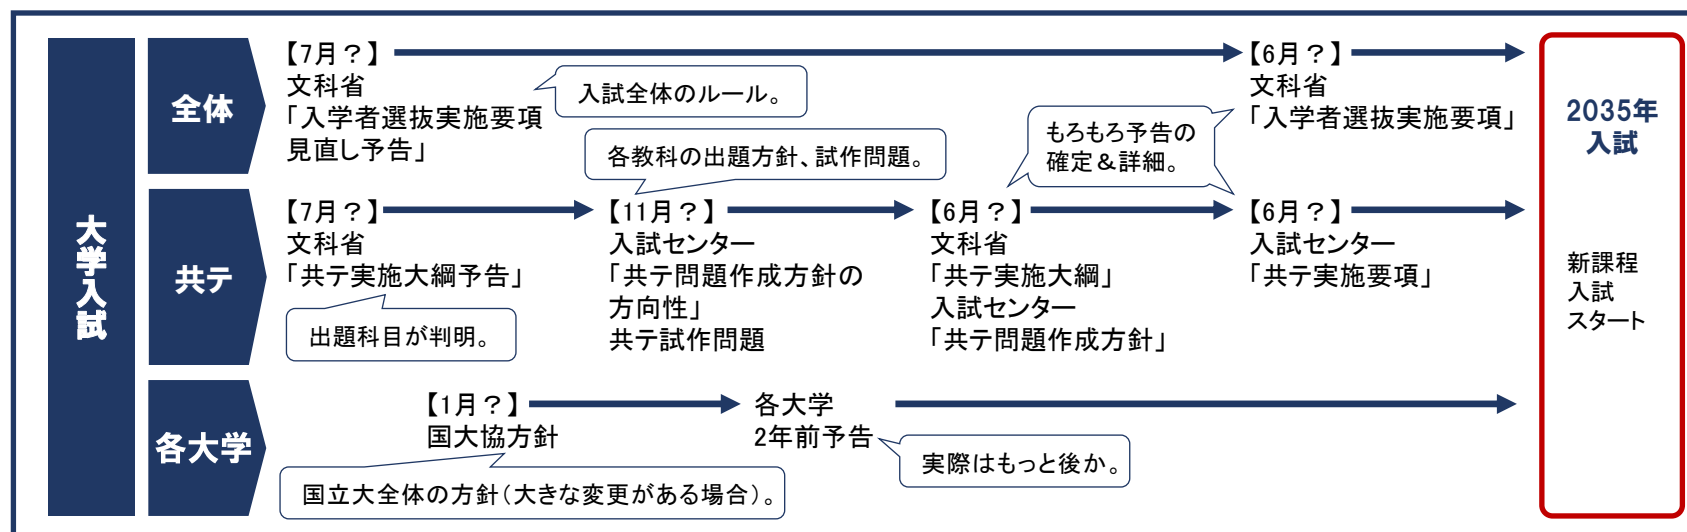 大学入試
全体
【7月？】
文科省
「入学者選抜実施要項
見直し予告」
入試全体のルール。
【6月？】
文科省
「入学者選抜実施要項」
もろもろ予告の
確定＆詳細。
共テ
【7月？】
文科省
「共テ実施大綱予告」
出題科目が判明。
各教科の出題方針、試作問題。
【11月？】
入試センター
「共テ問題作成方針の
方向性」
共テ試作問題
【6月？】
文科省
「共テ実施大綱」
入試センター
「共テ問題作成方針」
【6月？】
入試センター
「共テ実施要項」
各大学
【1月？】
国大協方針
国立大全体の方針（大きな変更がある場合）。
各大学
2年前予告
実際はもっと後か。
2035年
入試
新課程
入試
スタート